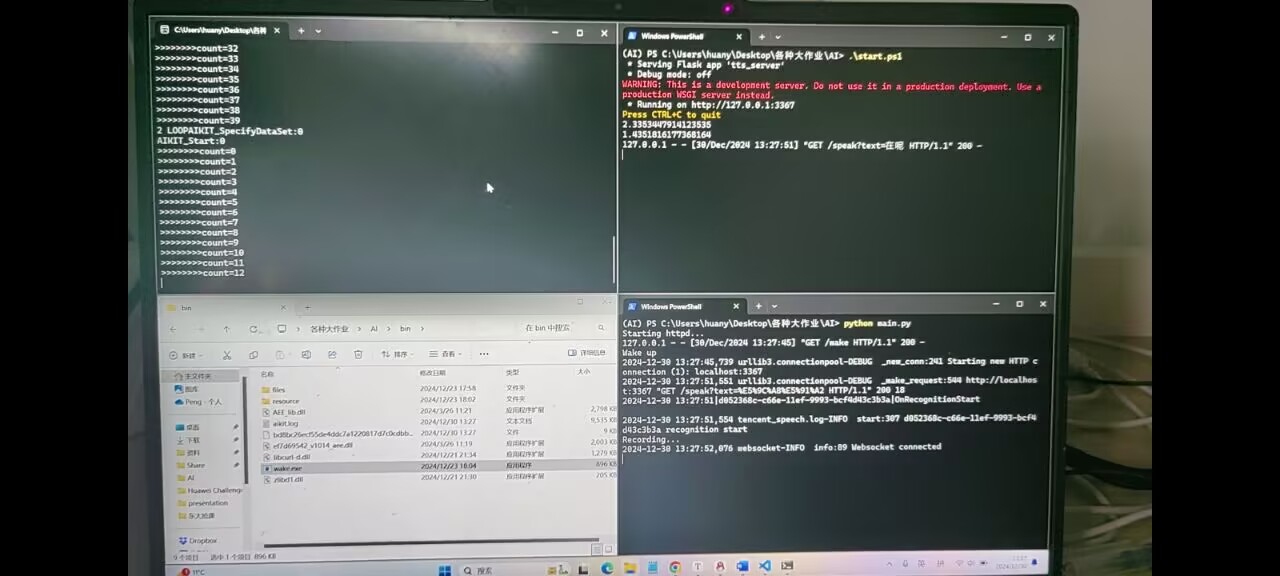 C:\Users\huany\Desktop\各种
>>>>>>>>count=32
>>>>>>>>count=33
>>>>>>>>count=34
>>>>>>>>count=35
>>>>>>>>count=36
>>>>>>>>count=37
>>>>>>>>count=38
>>>>>>>>count=39
2 LOOPAIKIT_SpecifyDataSet:0
AIKIT_Start:0
>>>>>>>>count=0
>>>>>>>>count=1
>>>>>>>>count=2
>>>>>>>>count=3
>>>>>>>>count=4
>>>>>>>>count=5
>>>>>>>>count=6
>>>>>>>>count=7
>>>>>>>>count=8
>>>>>>>>count=9
>>>>>>>>count=10
>>>>>>>>count=11
>>>>>>>>count=12
Windows PowerShell
(AI) PS C:\Users\huany\Desktop\各种大作业\AI> .\start.ps1
* Serving Flask app 'tts_server'
* Debug mode: off
WARNING: This is a development server. Do not use it in a production deployment. Use a
production WSGI server instead.
* Running on http://127.0.0.1:3367
Press CTRL+C to quit
2.3353447914123535
1.4351816177368164
127.0.0.1 - - [30/Dec/2024 13:27:51] "GET /speak?text=在呢 HTTP/1.1" 200 -
bin
各种大作业 > AI > bin >
在 bin 中搜索
新建
排序
查看
详细信息
名称
修改日期
类型
大小
files 2024/12/23 17:58 文件夹
resource 2024/12/23 18:02 文件夹
AEE_lib.dll 2024/3/26 11:21 应用程序扩展 2,798 KB
aikit.log 2024/12/30 13:27 文本文档 9,535 KB
2024/12/30 13:27 文件 9 KB
ef7d69542_v1014_aee.dll 2024/3/26 11:19 应用程序扩展 2,003 KB
libcurl-d.dll 2024/12/21 21:34 应用程序扩展 1,279 KB
wake.exe 2024/12/23 18:04 应用程序 896 KB
zlibd1.dll 2024/12/21 21:30 应用程序扩展 705 KB
主文件夹
图库
Peng - 个人
桌面
下载
资料
Share
AI
Huawei Challeng
presentation
Dropbox
9 个项目 选中 1 个项目 896 KB
Windows PowerShell
(AI) PS C:\Users\huany\Desktop\各种大作业\AI> python main.py
Starting httpd...
127.0.0.1 - - [30/Dec/2024 13:27:45] "GET /make HTTP/1.1" 200 -
Wake up
2024-12-30 13:27:45,739 urllib3.connectionpool-DEBUG _new_conn:241 Starting new HTTP c
onnection (1): localhost:3367
2024-12-30 13:27:51,551 urllib3.connectionpool-DEBUG _make_request:544 http://localhos
t:3367 "GET /speak?text=%E5%9C%A8%E5%91%A2 HTTP/1.1" 200 18
2024-12-30 13:27:51|d052368c-c66e-11ef-9993-bcf4d43c3b3a|OnRecognitionStart
2024-12-30 13:27:51,554 tencent_speech.log-INFO start:307 d052368c-c66e-11ef-9993-bcf4
d43c3b3a recognition start
Recording...
2024-12-30 13:27:52,076 websocket-INFO info:89 Websocket connected
11°C
搜索